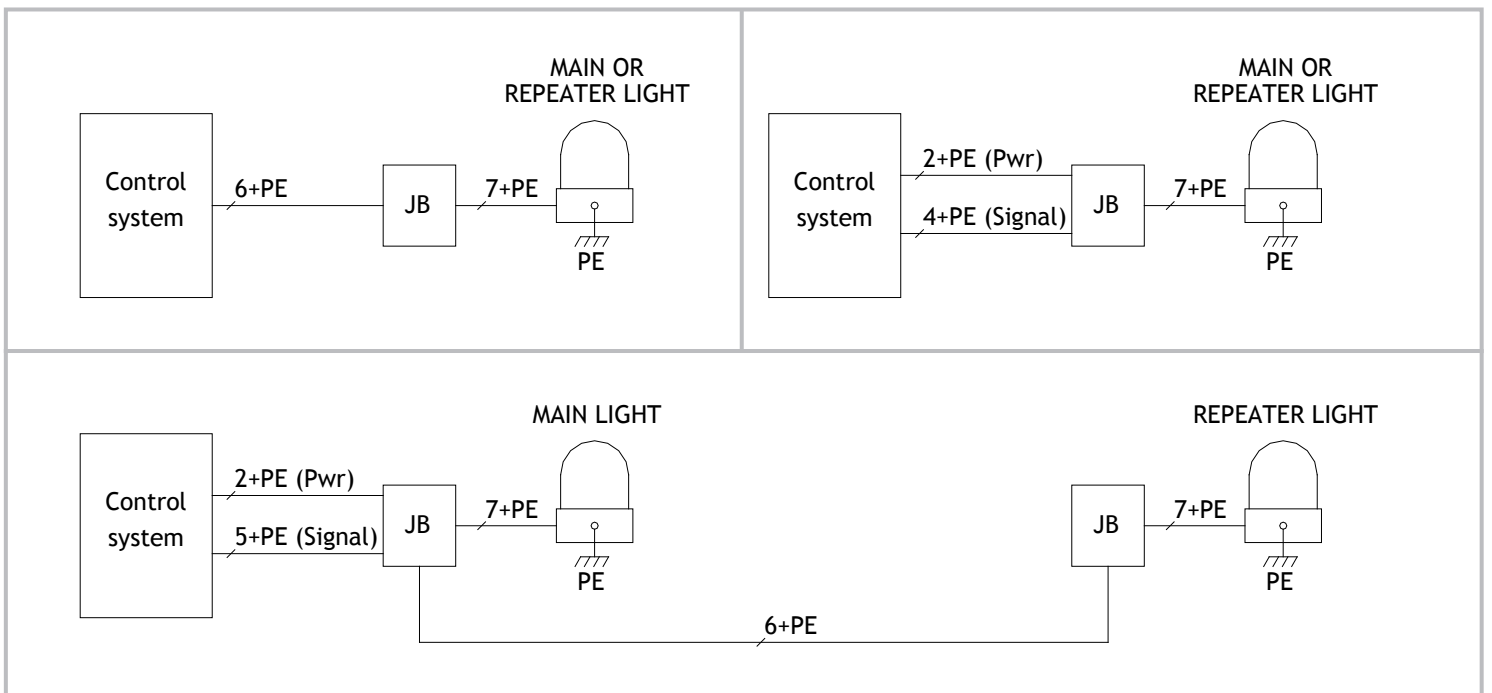 MAIN OR
REPEATER LIGHT
Control
system
6+PE
JB
7+PE
PE
MAIN OR
REPEATER LIGHT
Control
system
2+PE (Pwr)
4+PE (Signal)
JB
7+PE
PE
MAIN LIGHT
REPEATER LIGHT
Control
system
2+PE (Pwr)
5+PE (Signal)
JB
7+PE
PE
JB
7+PE
PE
6+PE